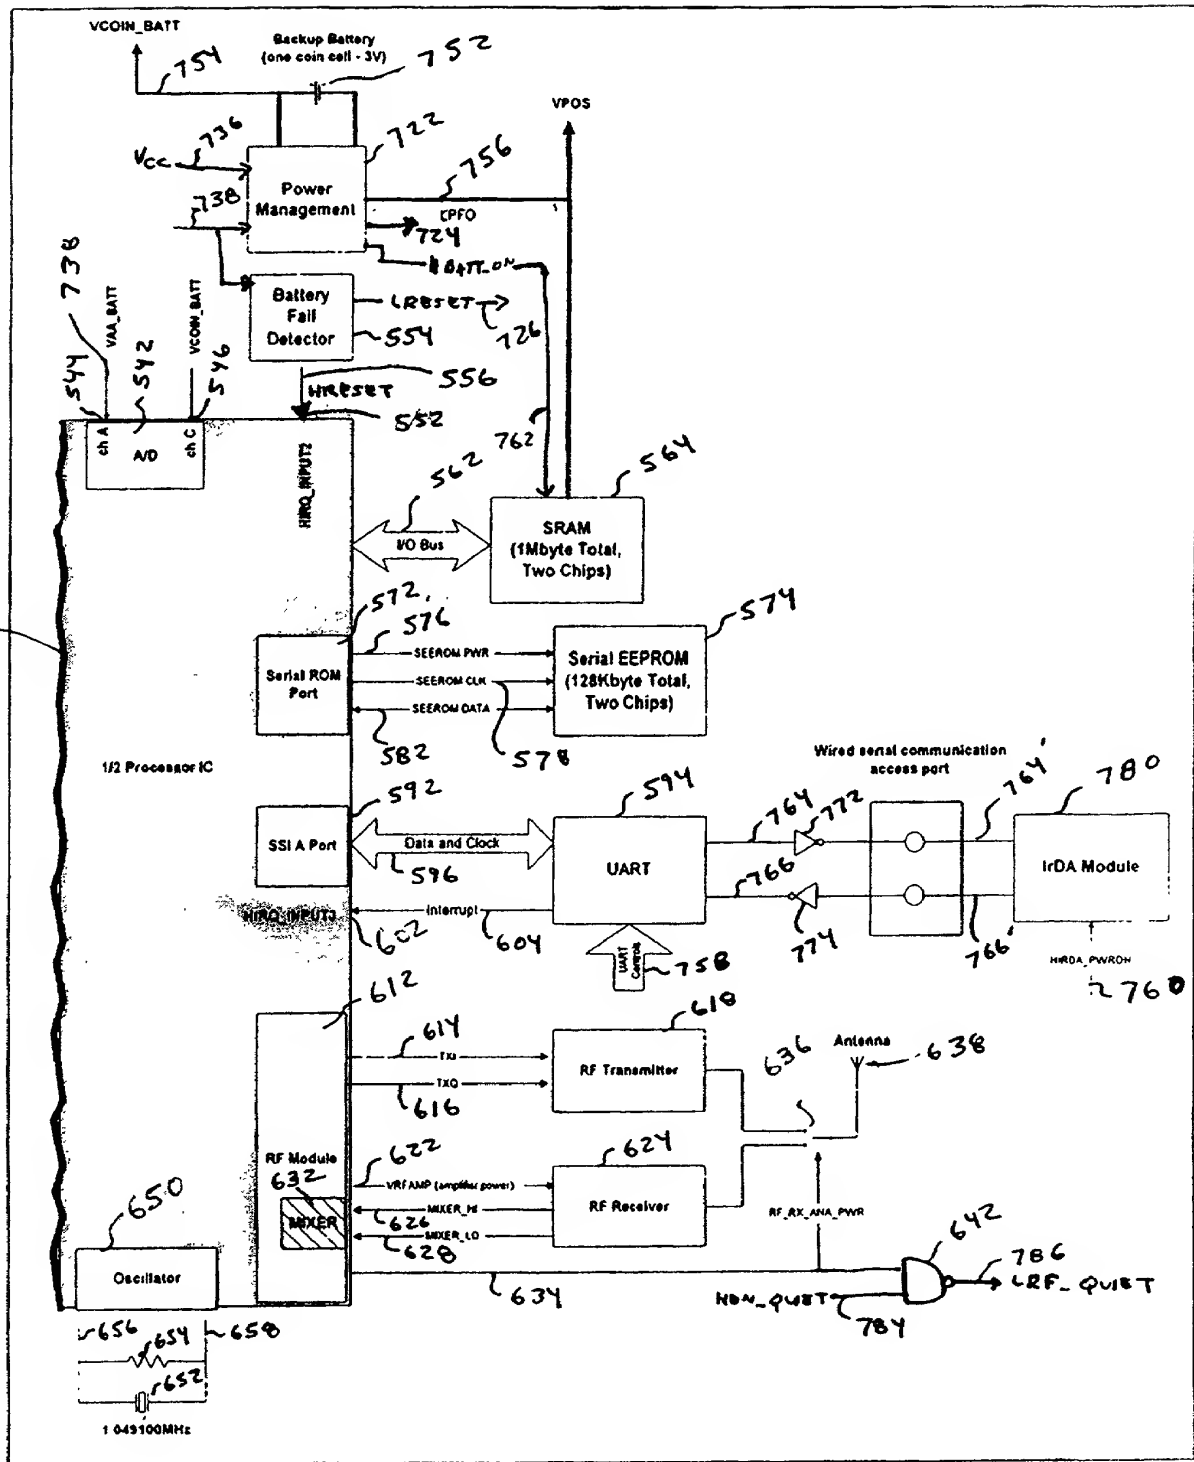 VCOIN_BATT
Backup Battery
(one coin cell - 3V)
752
754
VPOS
VCC
736
722
756
Power
Management
738
LPFO
724
BATT_ON
Battery
Fail
Detector
LRESET
726
554
738
VAA_BATT
VCOIN_BATT
544
542
546
556
HRESET
552
762
ch A
A/D
ch C
HIRQ_INPUT2
562
564
I/O Bus
SRAM
(1Mbyte Total,
Two Chips)
572
576
574
Serial ROM
Port
SEEROM PWR
SEEROM CLK
SEEROM DATA
Serial EEPROM
(128Kbyte Total,
Two Chips)
582
578
1/2 Processor IC
Wired serial communication
access port
592
594
764
772
764'
780
SSI A Port
Data and Clock
596
UART
766
IrDA Module
HIRQ_INPUT3
Interrupt
602
604
774
766'
UART
Controls
758
HIRDA_PWRDN
760
612
614
618
TXI
TXQ
616
RF Transmitter
636
Antenna
638
RF Module
622
624
632
VRFAMP (amplifier power)
MIXER
MIXER_HI
626
MIXER_LO
628
RF Receiver
RF_RX_ANA_PWR
642
650
Oscillator
634
786
LRF_QUIET
HDN_QUIET
784
656
654
658
652
1.049100MHz